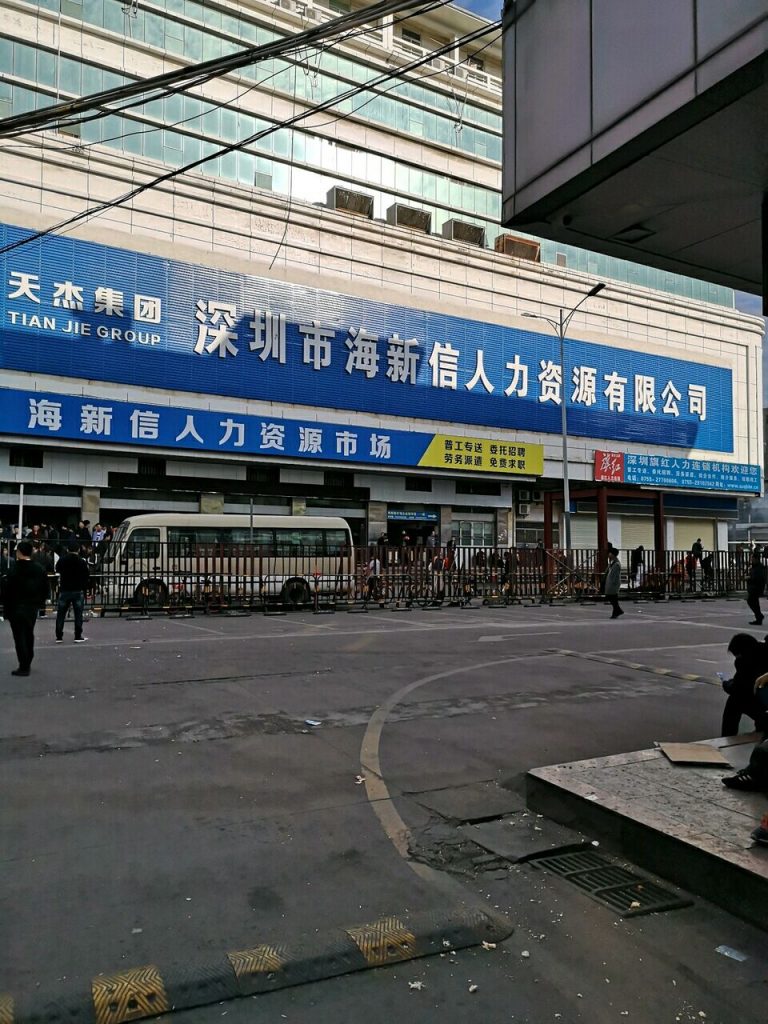 天杰集团
TIAN JIE GROUP
深圳市海新信人力资源有限公司
海新信人力资源市场
普工专送 委托招聘
劳务派遣 免费求职
旗红
深圳旗红人力连锁机构欢迎您